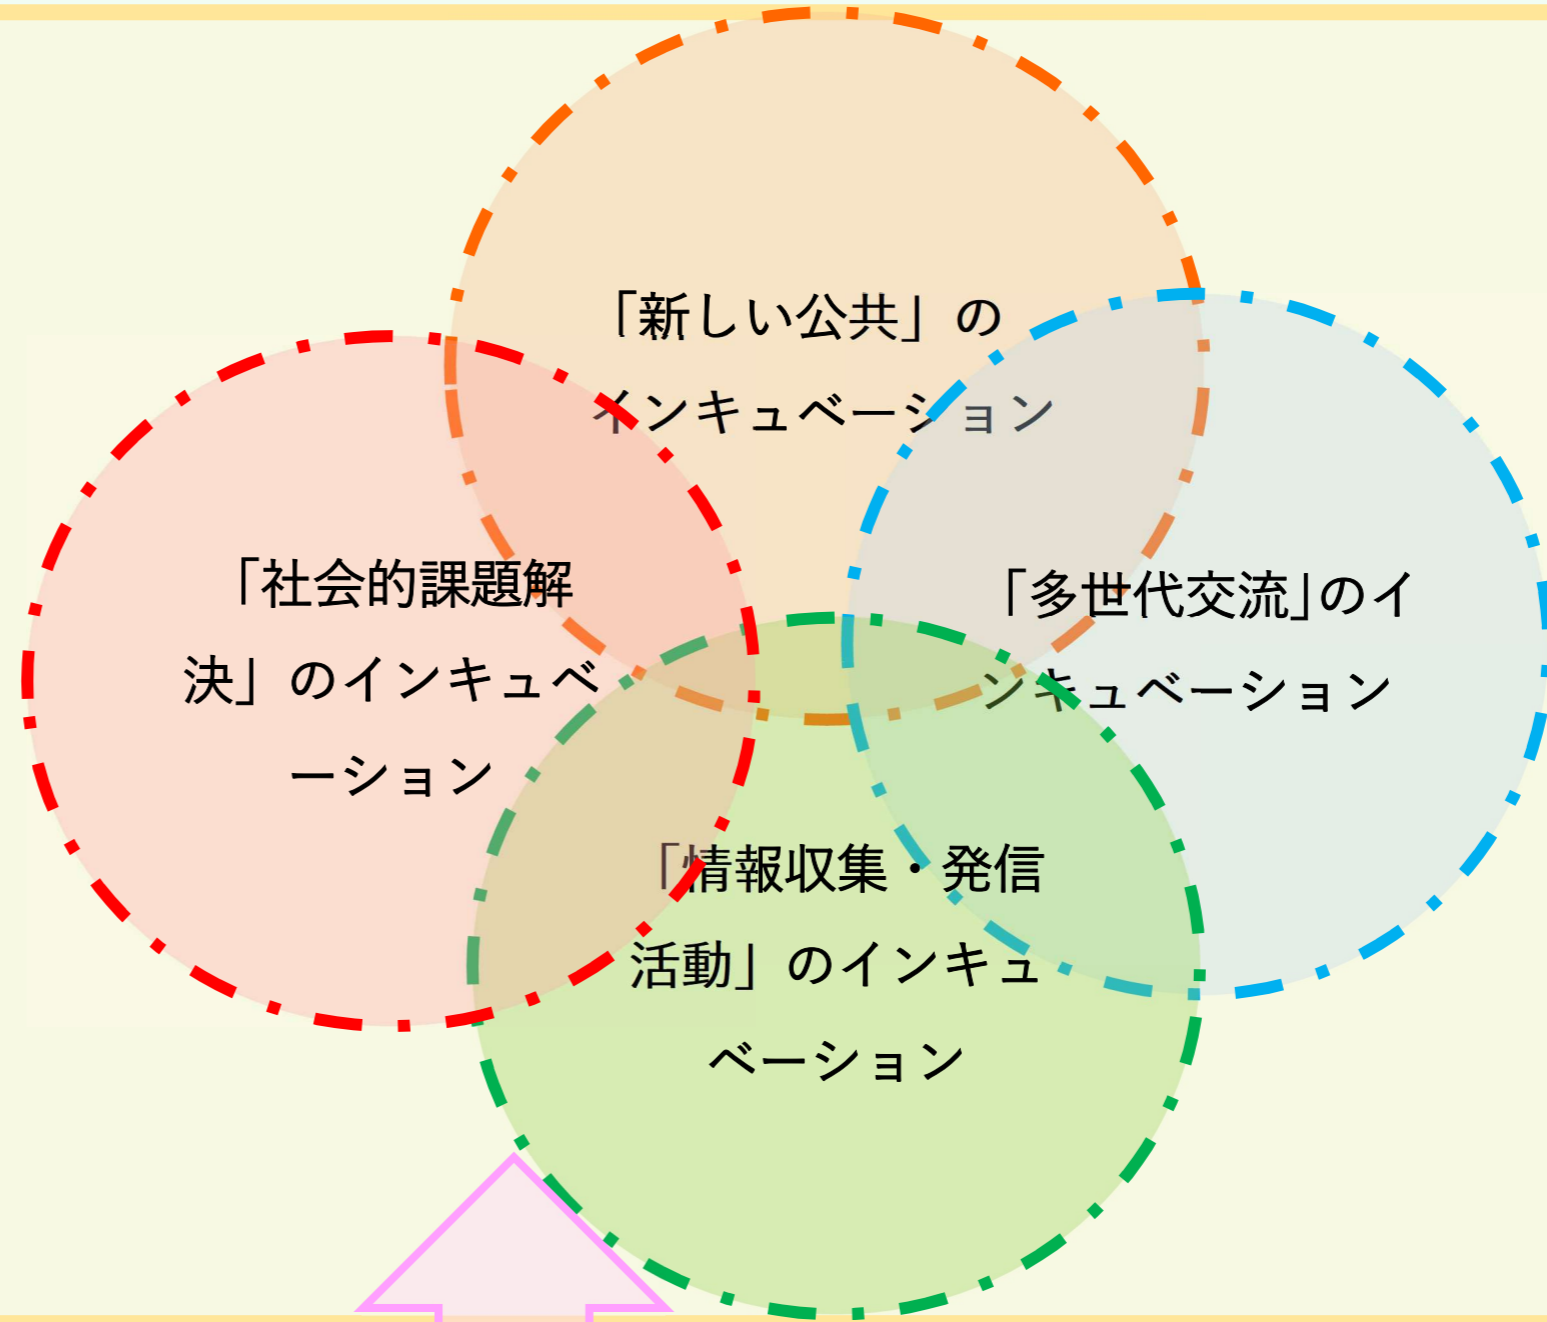 「新しい公共」の
インキュベーション
「社会的課題解
決」のインキュベ
ーション
「多世代交流」のイ
ンキュベーション
「情報収集・発信
活動」のインキュ
ベーション